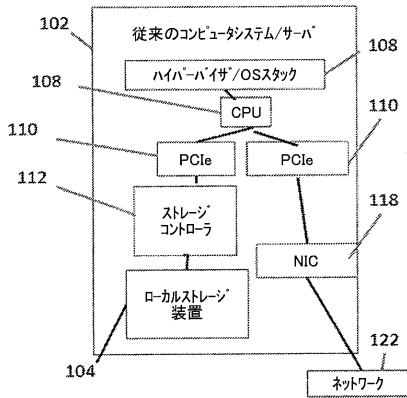 102
従来のコンピュータシステム/サーバ
ハイパーバイザ/OSスタック
108
108
CPU
110
PCIe
PCIe
110
112
ストレージ
コントローラ
118
NIC
ローカルストレージ
装置
104
122
ネットワーク